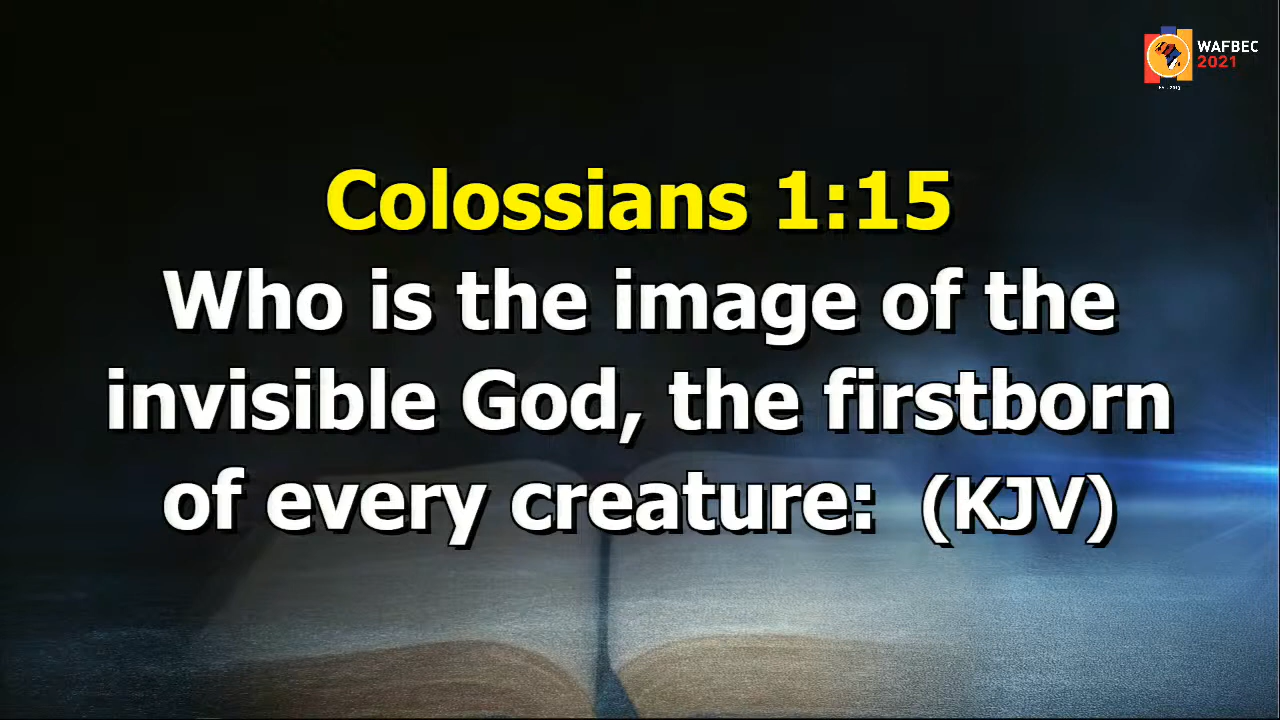 WAFBEC
2021
Colossians 1:15
Who is the image of the
invisible God, the firstborn
of every creature: (KJV)